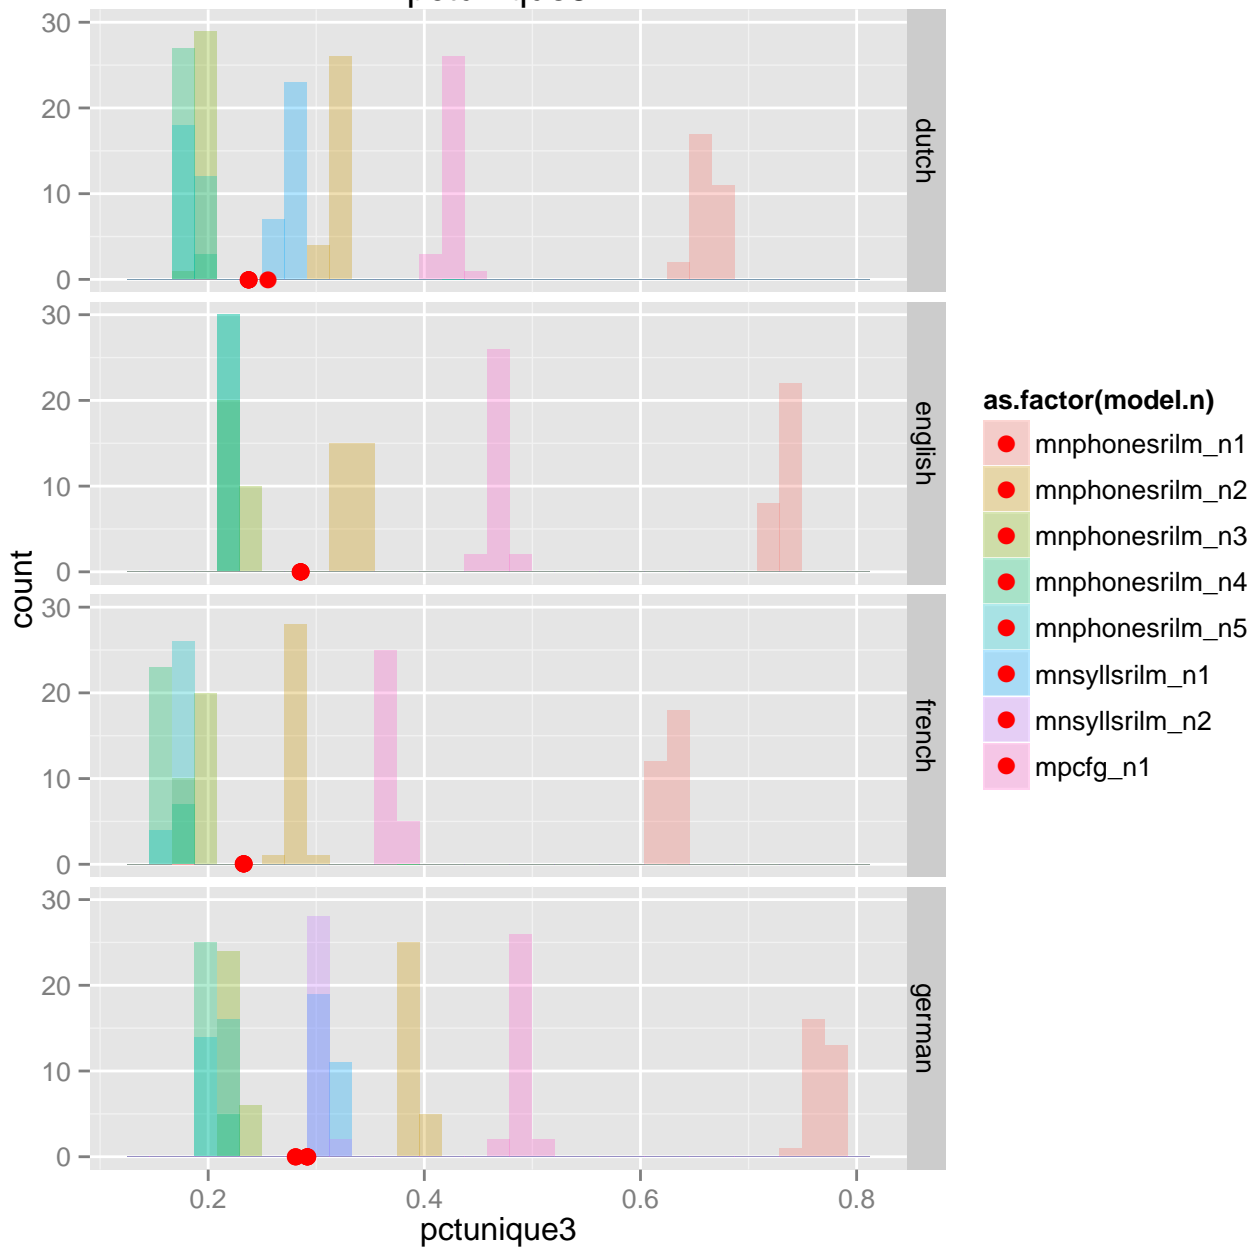 30
20
10
0
dutch
30
20
10
0
english
30
20
10
0
french
30
20
10
0
german
count
0.2 0.4 0.6 0.8
pctunique3
as.factor(model.n)
mnphonesrilm_n1
mnphonesrilm_n2
mnphonesrilm_n3
mnphonesrilm_n4
mnphonesrilm_n5
mnsyllsrilm_n1
mnsyllsrilm_n2
mpcfg_n1